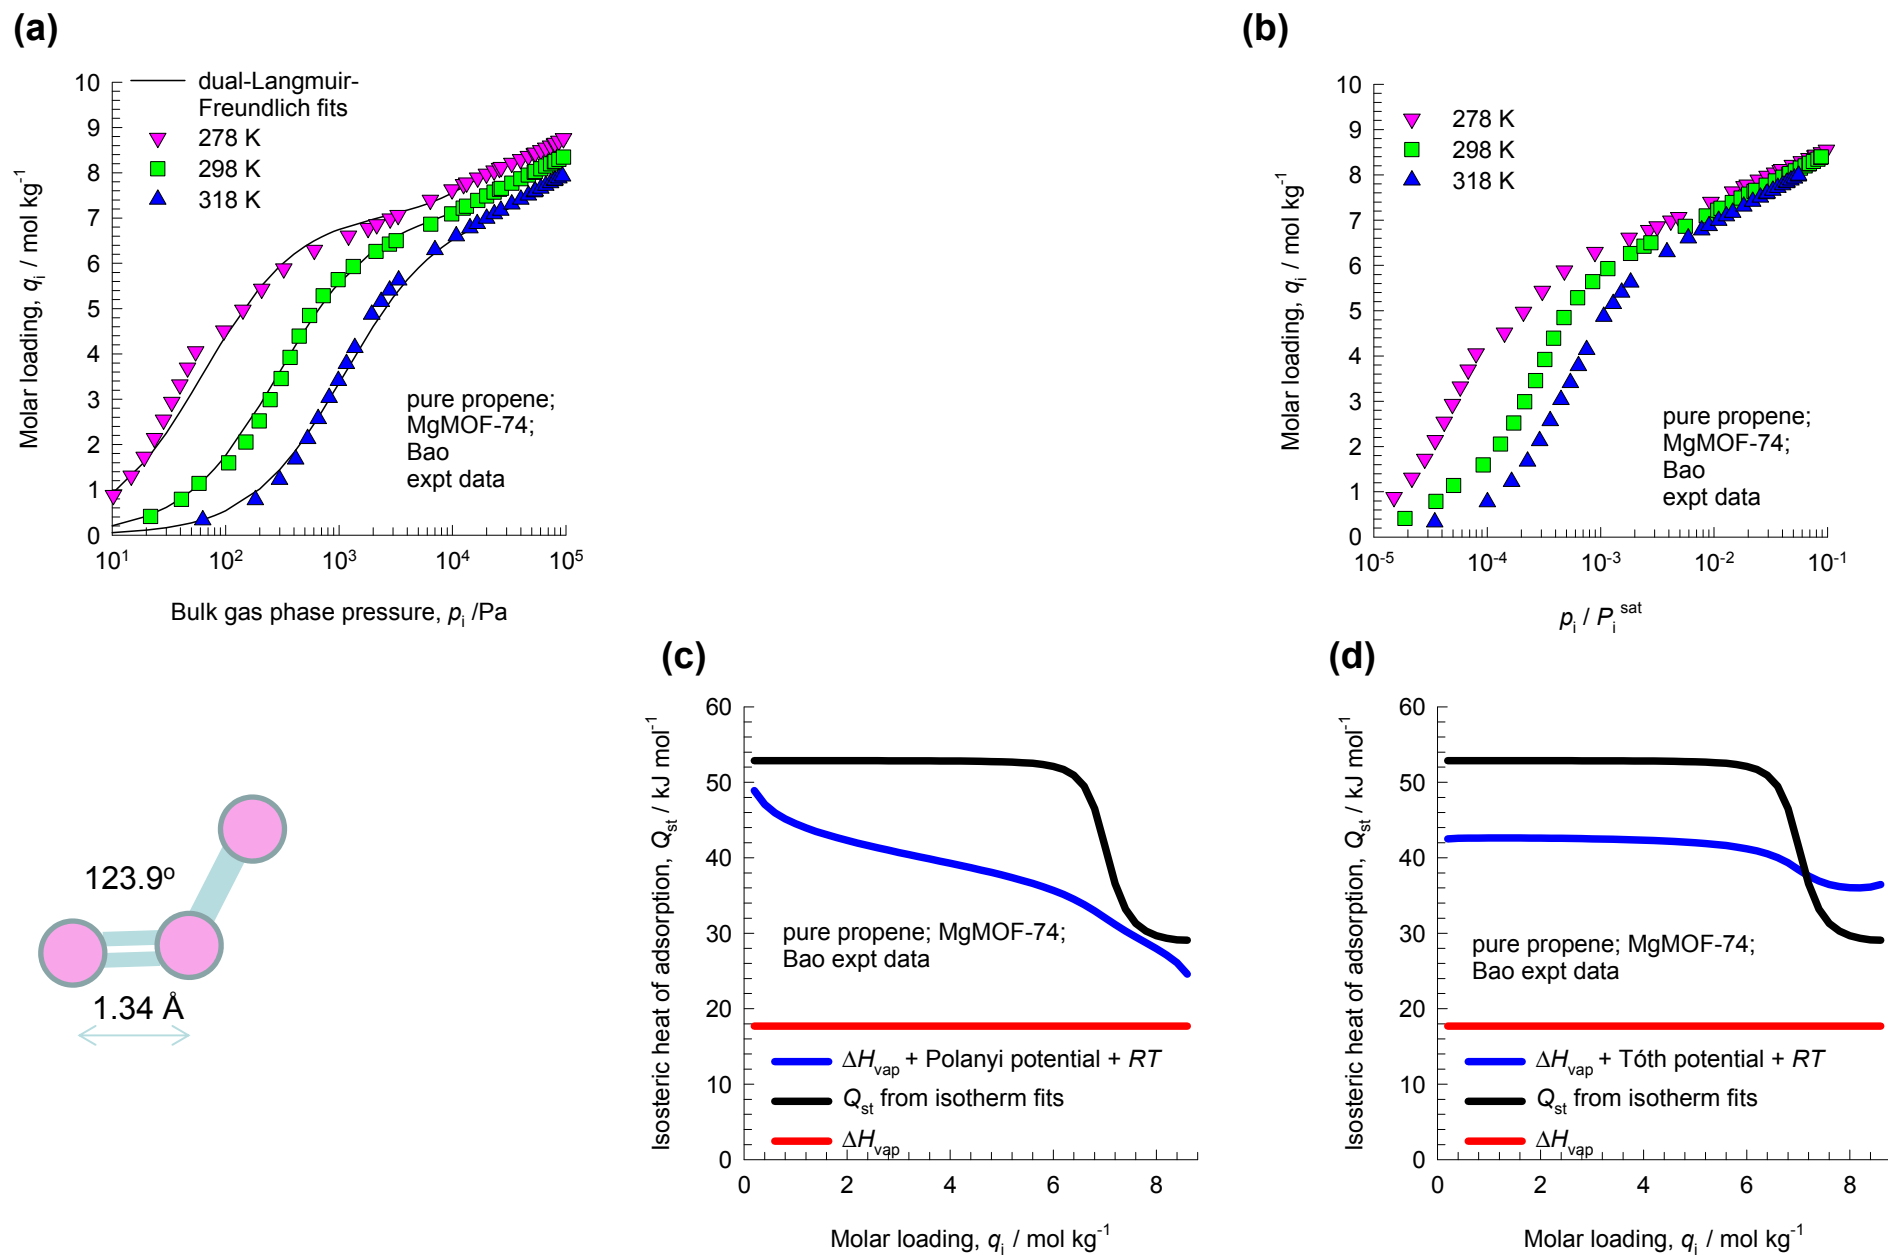 (a)
10
9
8
7
6
5
4
3
2
1
0
dual-Langmuir-
Freundlich fits
278 K
298 K
318 K
pure propene;
MgMOF-74;
Bao
expt data
10¹
10²
10³
10⁴
10⁵
Molar loading, qᵢ / mol kg⁻¹
Bulk gas phase pressure, pᵢ /Pa
(b)
10
9
8
7
6
5
4
3
2
1
0
278 K
298 K
318 K
pure propene;
MgMOF-74;
Bao
expt data
10⁻⁵
10⁻⁴
10⁻³
10⁻²
10⁻¹
Molar loading, qᵢ / mol kg⁻¹
pᵢ / Pᵢ ˢᵃᵗ
123.9º
1.34 Å
(c)
60
50
40
30
20
10
0
pure propene; MgMOF-74;
Bao expt data
ΔHvap + Polanyi potential + RT
Qst from isotherm fits
ΔHvap
0
2
4
6
8
Isosteric heat of adsorption, Qst / kJ mol⁻¹
Molar loading, qᵢ / mol kg⁻¹
(d)
60
50
40
30
20
10
0
pure propene; MgMOF-74;
Bao expt data
ΔHvap + Tóth potential + RT
Qst from isotherm fits
ΔHvap
0
2
4
6
8
Isosteric heat of adsorption, Qst / kJ mol⁻¹
Molar loading, qᵢ / mol kg⁻¹